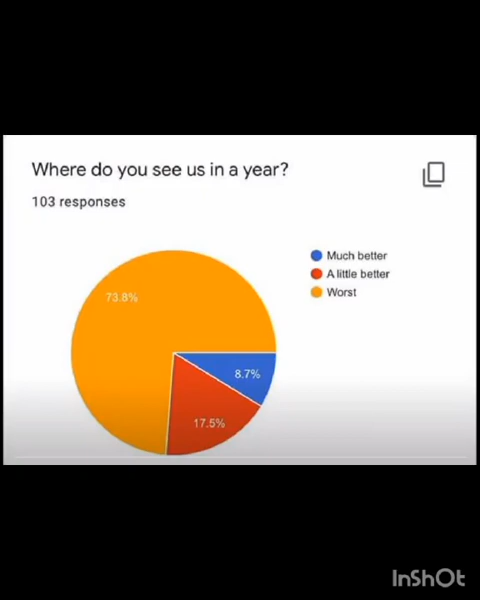 Where do you see us in a year?
103 responses
Much better
A little better
Worst
73.8%
8.7%
17.5%
InShOt